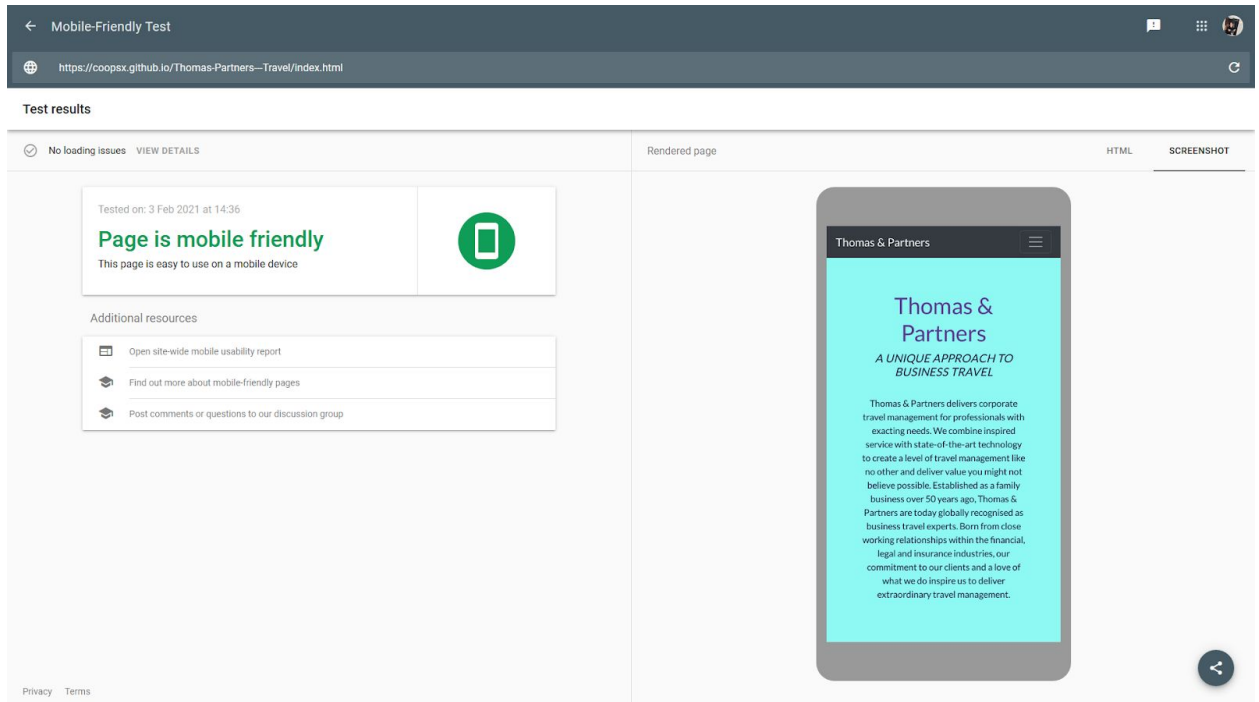 Mobile-Friendly Test
https://coopsx.github.io/Thomas-Partners---Travel/index.html
Test results
No loading issues VIEW DETAILS
Tested on: 3 Feb 2021 at 14:36
Page is mobile friendly
This page is easy to use on a mobile device
Additional resources
Open site-wide mobile usability report
Find out more about mobile-friendly pages
Post comments or questions to our discussion group
Privacy Terms
Rendered page HTML SCREENSHOT
Thomas & Partners
Thomas &
Partners
A UNIQUE APPROACH TO
BUSINESS TRAVEL
Thomas & Partners delivers corporate
travel management for professionals with
exacting needs. We combine inspired
service with state-of-the-art technology
to create a level of travel management like
no other and deliver value you might not
believe possible. Established as a family
business over 50 years ago, Thomas &
Partners are today globally recognised as
business travel experts. Born from close
working relationships within the financial,
legal and insurance industries, our
commitment to our clients and a love of
what we do inspire us to deliver
extraordinary travel management.